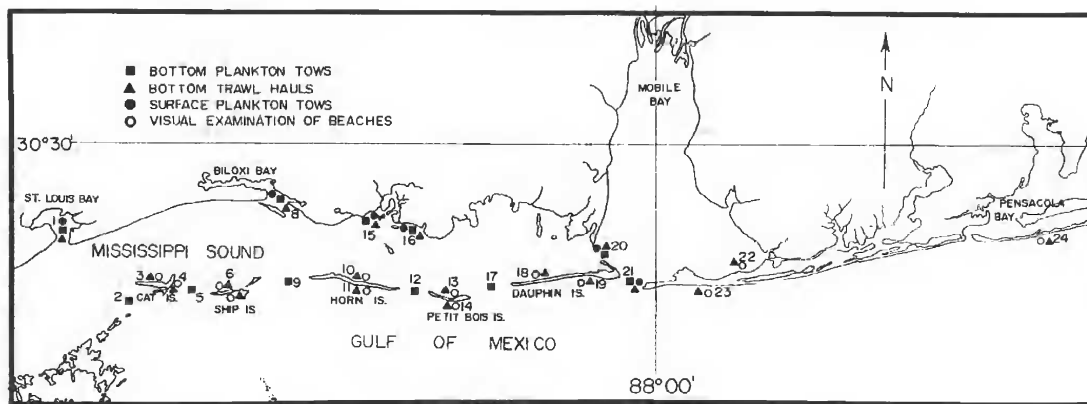 ■ BOTTOM PLANKTON TOWS
▲ BOTTOM TRAWL HAULS
● SURFACE PLANKTON TOWS
○ VISUAL EXAMINATION OF BEACHES
MOBILE
BAY
N
30°30'
BILOXI BAY
ST. LOUIS BAY
PENSACOLA
BAY
1
8
15
16
20
24
MISSISSIPPI SOUND
22
3
4
6
10
13
18
21
2
CAT IS.
5
SHIP IS
9
11
HORN IS.
12
14
17
DAUPHIN IS.
19
23
PETIT BOIS IS.
GULF OF MEXICO
88°00'